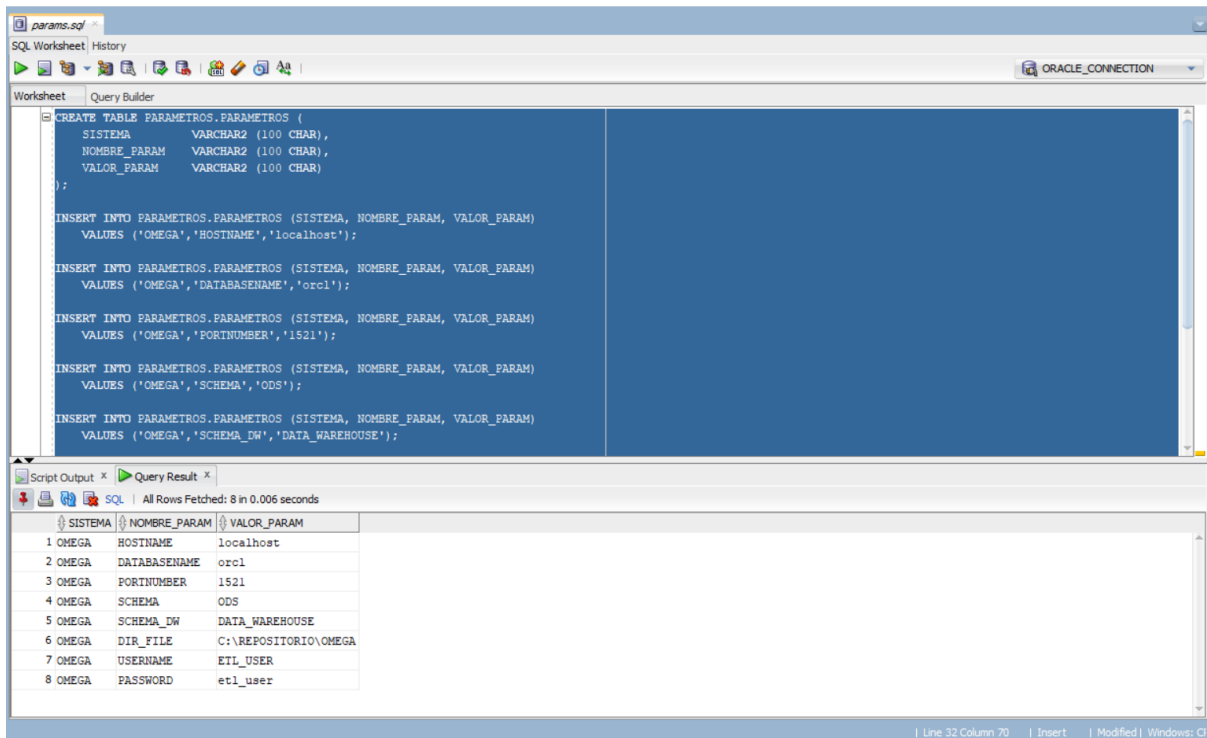 params.sql
SQL Worksheet History
ORACLE_CONNECTION
Worksheet Query Builder
CREATE TABLE PARAMETROS.PARAMETROS (
SISTEMA VARCHAR2 (100 CHAR),
NOMBRE_PARAM VARCHAR2 (100 CHAR),
VALOR_PARAM VARCHAR2 (100 CHAR)
);
INSERT INTO PARAMETROS.PARAMETROS (SISTEMA, NOMBRE_PARAM, VALOR_PARAM)
VALUES ('OMEGA','HOSTNAME','localhost');
INSERT INTO PARAMETROS.PARAMETROS (SISTEMA, NOMBRE_PARAM, VALOR_PARAM)
VALUES ('OMEGA','DATABASENAME','orcl');
INSERT INTO PARAMETROS.PARAMETROS (SISTEMA, NOMBRE_PARAM, VALOR_PARAM)
VALUES ('OMEGA','PORTNUMBER','1521');
INSERT INTO PARAMETROS.PARAMETROS (SISTEMA, NOMBRE_PARAM, VALOR_PARAM)
VALUES ('OMEGA','SCHEMA','ODS');
INSERT INTO PARAMETROS.PARAMETROS (SISTEMA, NOMBRE_PARAM, VALOR_PARAM)
VALUES ('OMEGA','SCHEMA_DW','DATA_WAREHOUSE');
Script Output x Query Result x
SQL | All Rows Fetched: 8 in 0.006 seconds
SISTEMA NOMBRE_PARAM VALOR_PARAM
1 OMEGA HOSTNAME localhost
2 OMEGA DATABASENAME orcl
3 OMEGA PORTNUMBER 1521
4 OMEGA SCHEMA ODS
5 OMEGA SCHEMA_DW DATA_WAREHOUSE
6 OMEGA DIR_FILE C:\REPOSITORIO\OMEGA
7 OMEGA USERNAME ETL_USER
8 OMEGA PASSWORD etl_user
| Line 32 Column 70 | Insert | Modified | Windows: CR